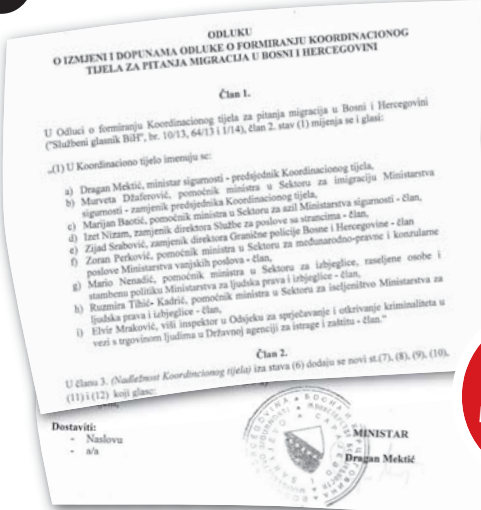 ODLUKU
O IZMJENI I DOPUNAMA ODLUKE O FORMIRANJU KOORDINACIONOG
TIJELA ZA PITANJA MIGRACIJA U BOSNI I HERCEGOVINI
Član 1.
U Odluci o formiranju Koordinacionog tijela za pitanja migracija u Bosni i Hercegovini
("Službeni glasnik BiH", br. 10/13, 64/13 i 1/14), član 2. stav (1) mijenja se i glasi:
„(1) U Koordinaciono tijelo imenuju se:
a) Dragan Mektić, ministar sigurnosti - predsjednik Koordinacionog tijela,
b) Murveta Džaferović, pomoćnik ministra u Sektoru za imigraciju Ministarstva
sigurnosti - zamjenik predsjednika Koordinacionog tijela,
c) Marijan Baotić, pomoćnik ministra u Sektoru za azil Ministarstva sigurnosti - član,
d) Izet Nizam, zamjenik direktora Službe za poslove sa strancima - član,
e) Zijad Srabović, zamjenik direktora Granične policije Bosne i Hercegovine - član
f) Zoran Perković, pomoćnik ministra u Sektoru za međunarodno-pravne i konzularne
poslove Ministarstva vanjskih poslova - član,
g) Mario Nenadić, pomoćnik ministra u Sektoru za izbjeglice, raseljene osobe i
stambenu politiku Ministarstva za ljudska prava i izbjeglice - član,
h) Ruzmira Tihić- Kadrić, pomoćnik ministra u Sektoru za iseljeništvo Ministarstva za
ljudska prava i izbjeglice - član,
i) Elvir Mraković, viši inspektor u Odsjeku za sprječavanje i otkrivanje kriminaliteta u
vezi s trgovinom ljudima u Državnoj agenciji za istrage i zaštitu - član."
Član 2.
U članu 3. (Nadležnost Koordincionog tijela) iza stava (6) dodaju se novi st.(7), (8), (9), (10),
(11) i (12) koji glase:
Dostaviti:
- Naslovu
- a/a
MINISTAR
Dragan Mektić